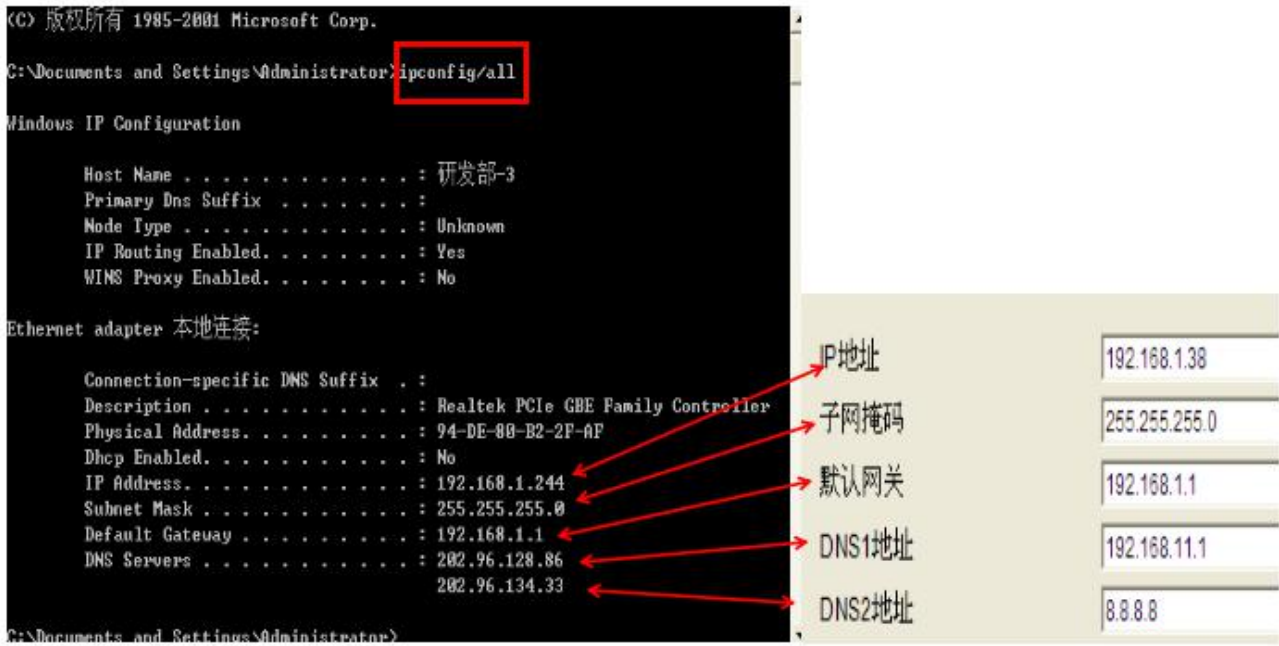 (C) 版权所有 1985-2001 Microsoft Corp.
C:\Documents and Settings\Administrator>ipconfig/all
Windows IP Configuration
Host Name . . . . . . . . . . . . : 研发部-3
Primary Dns Suffix . . . . . . . :
Node Type . . . . . . . . . . . . : Unknown
IP Routing Enabled. . . . . . . . : Yes
WINS Proxy Enabled. . . . . . . . : No
Ethernet adapter 本地连接:
Connection-specific DNS Suffix . :
Description . . . . . . . . . . . : Realtek PCIe GBE Family Controller
Physical Address. . . . . . . . . : 94-DE-80-B2-2F-AF
Dhcp Enabled. . . . . . . . . . . : No
IP Address. . . . . . . . . . . . : 192.168.1.244
Subnet Mask . . . . . . . . . . . : 255.255.255.0
Default Gateway . . . . . . . . . : 192.168.1.1
DNS Servers . . . . . . . . . . . : 202.96.128.86
202.96.134.33
C:\Documents and Settings\Administrator>
IP地址 192.168.1.38
子网掩码 255.255.255.0
默认网关 192.168.1.1
DNS1地址 192.168.11.1
DNS2地址 8.8.8.8